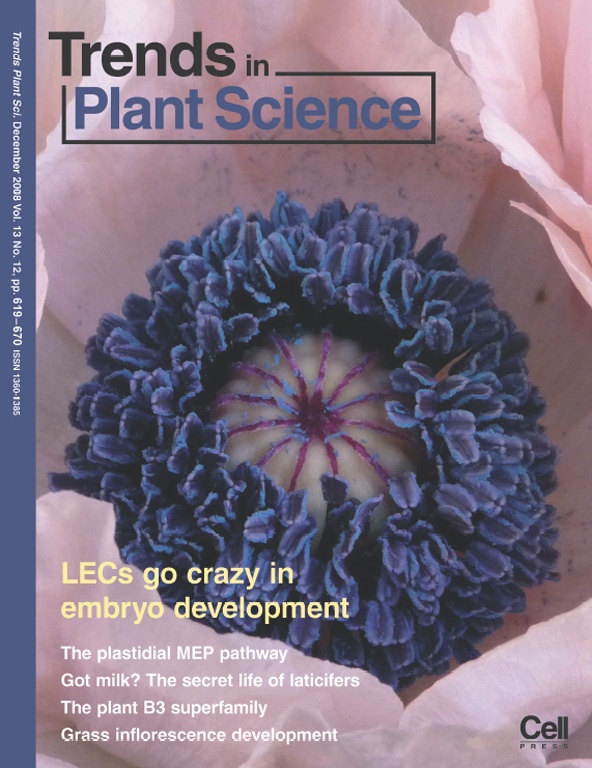 Trends in
Plant Science
Trends Plant Sci. December 2008 Vol. 13 No. 12, pp. 619–670 ISSN 1360-1385
LECs go crazy in
embryo development
The plastidial MEP pathway
Got milk? The secret life of laticifers
The plant B3 superfamily
Grass inflorescence development
Cell
PRESS